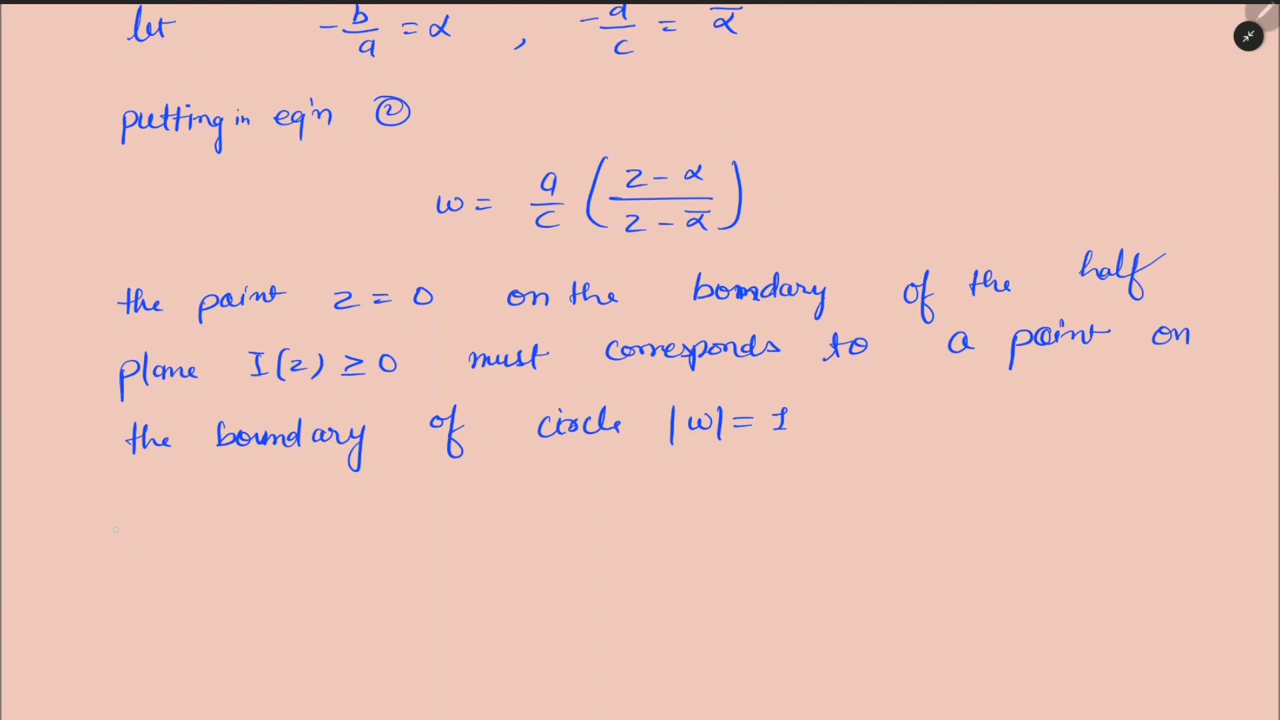 let -b/a = α , -d/c = ᾱ
putting in eq'n ②
w = a/c ( z - α / z - ᾱ )
the point z = 0 on the boundary of the half
plane I(z) ≥ 0 must corresponds to a point on
the boundary of circle |w| = 1